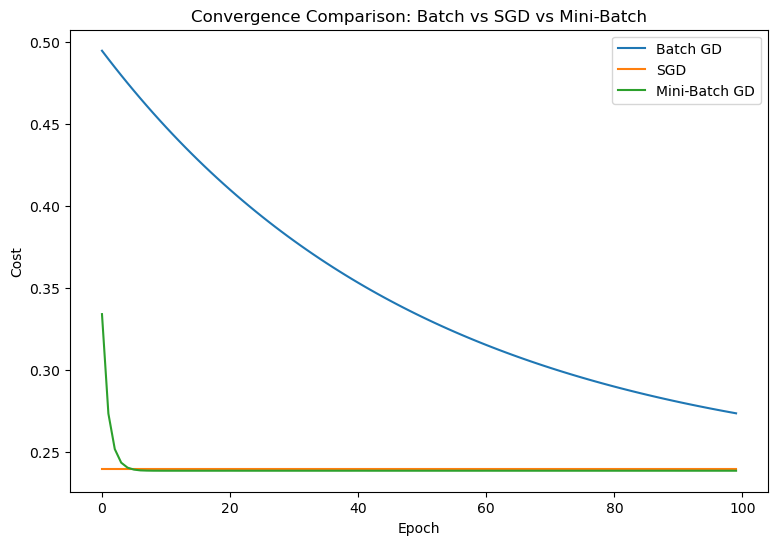 Convergence Comparison: Batch vs SGD vs Mini-Batch
Batch GD
SGD
Mini-Batch GD
0.50
0.45
0.40
0.35
0.30
0.25
Cost
0 20 40 60 80 100
Epoch